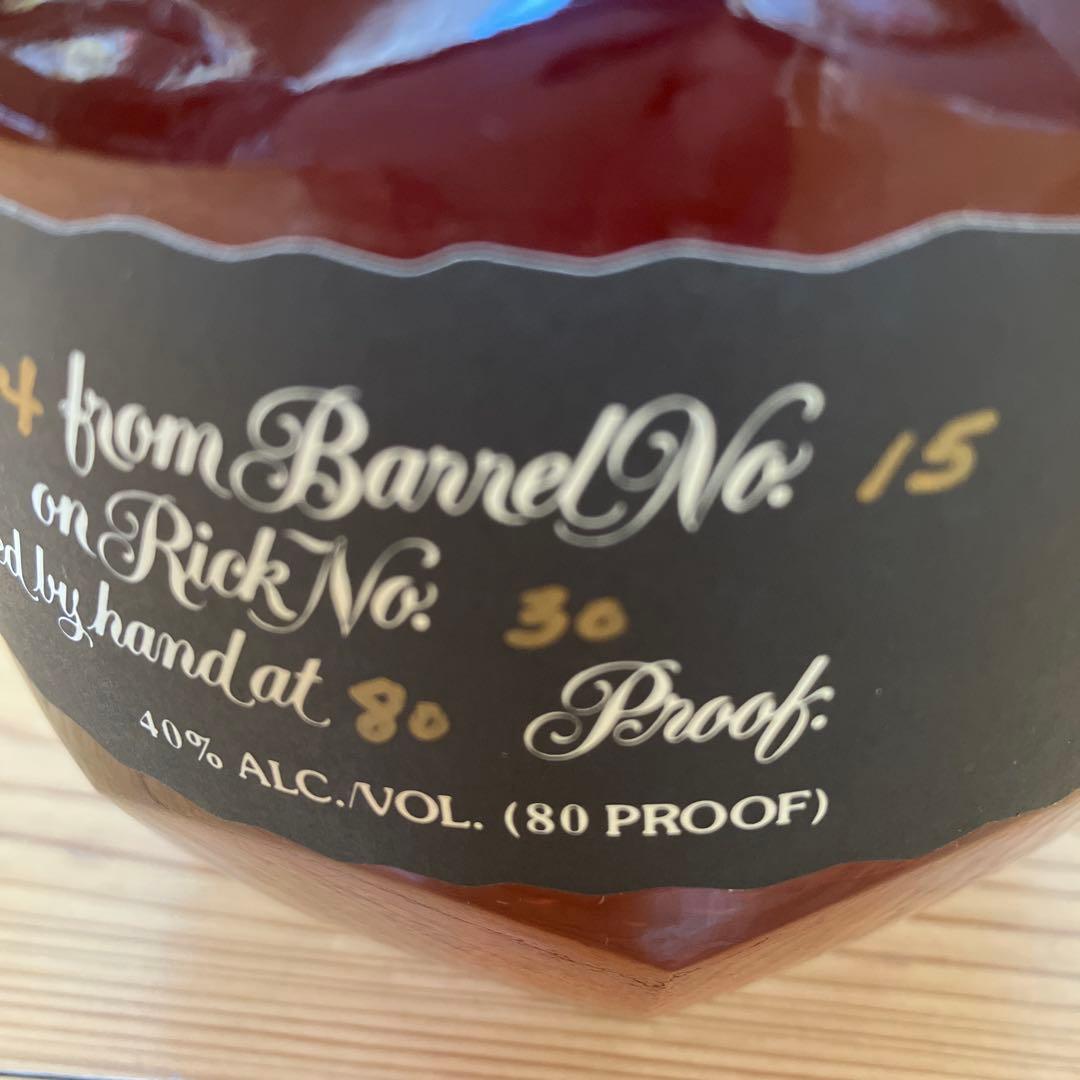 4 from Barrel No. 15
on Rick No. 30
by hand at 80 Proof.
40% ALC./VOL. (80 PROOF)